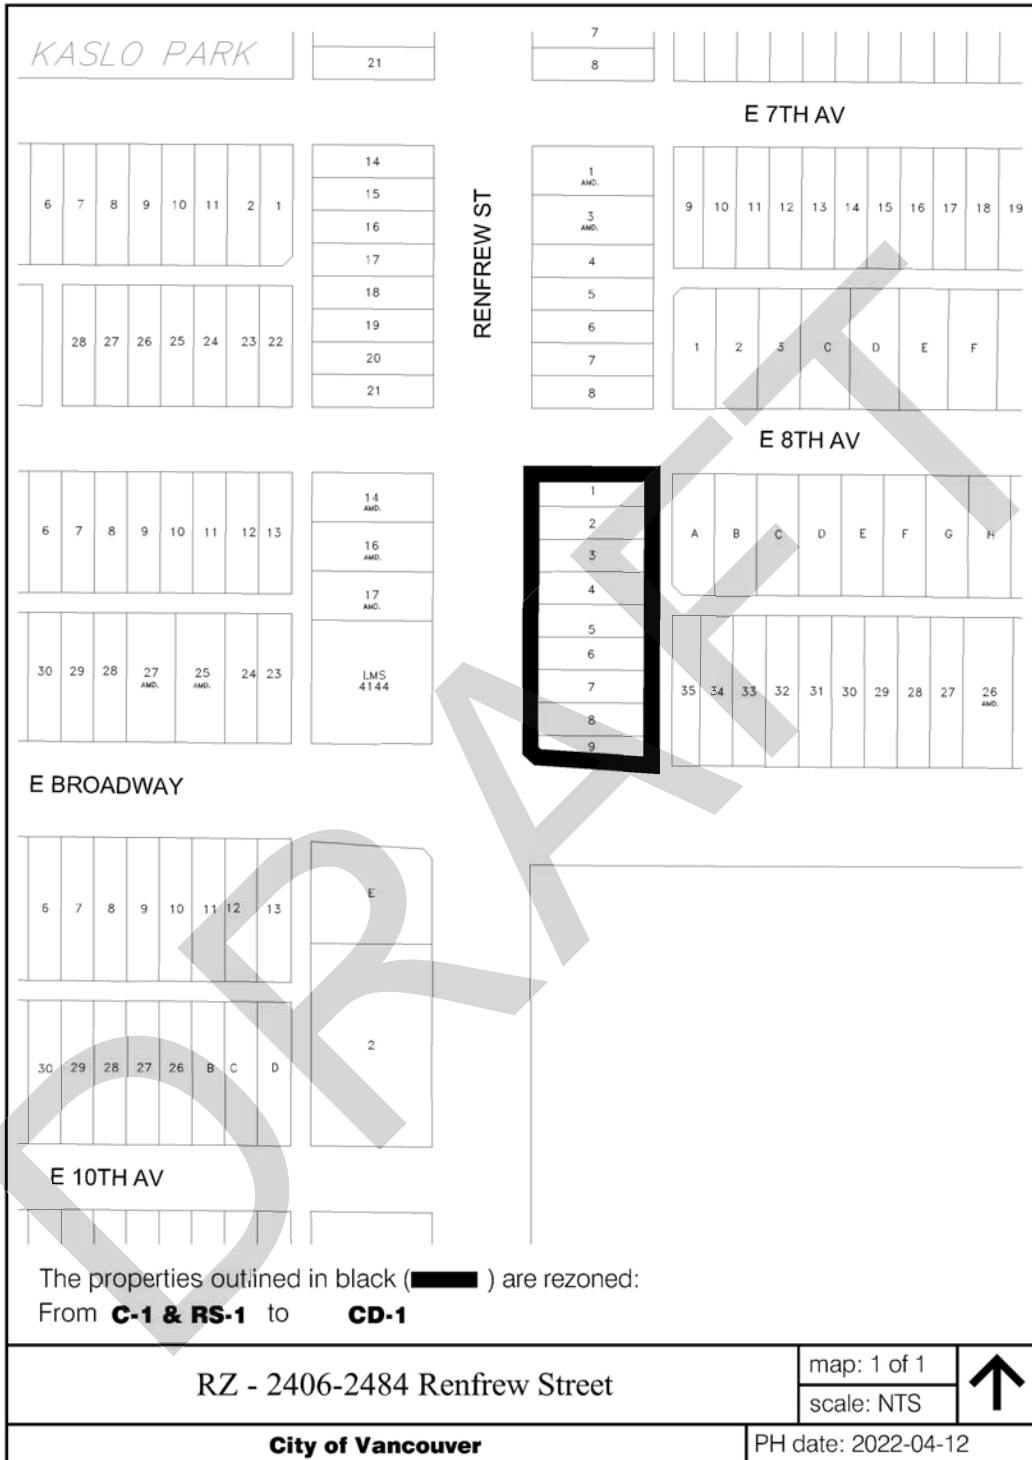 KASLO PARK
21
7
8
E 7TH AV
6 7 8 9 10 11 2 1
14
15
16
17
18
19
20
21
RENFREW ST
1
AMD.
3
AMD.
4
5
6
7
8
9 10 11 12 13 14 15 16 17 18 19
28 27 26 25 24 23 22
1 2 3 C D E F
E 8TH AV
6 7 8 9 10 11 12 13
14
AMD.
16
AMD.
17
AMD.
LMS
4144
1
2
3
4
5
6
7
8
9
A B C D E F G H
30 29 28 27 25 24 23
AMD. AMD.
35 34 33 32 31 30 29 28 27 26
AMD.
E BROADWAY
6 7 8 9 10 11 12 13
E
2
30 29 28 27 26 B C D
E 10TH AV
DRAFT
The properties outlined in black ( ) are rezoned:
From C-1 & RS-1 to CD-1
RZ - 2406-2484 Renfrew Street
map: 1 of 1
scale: NTS
City of Vancouver
PH date: 2022-04-12